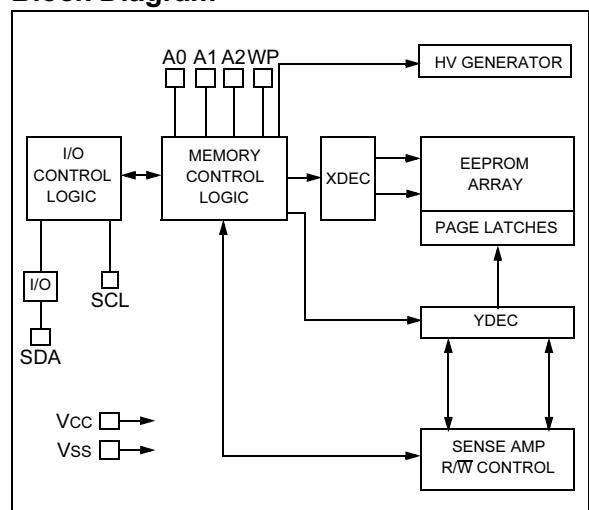 Block Diagram
A0 A1 A2 WP
HV GENERATOR
I/O
CONTROL
LOGIC
MEMORY
CONTROL
LOGIC
XDEC
EEPROM
ARRAY
PAGE LATCHES
I/O
SCL
SDA
YDEC
VCC
VSS
SENSE AMP
R/W̅ CONTROL